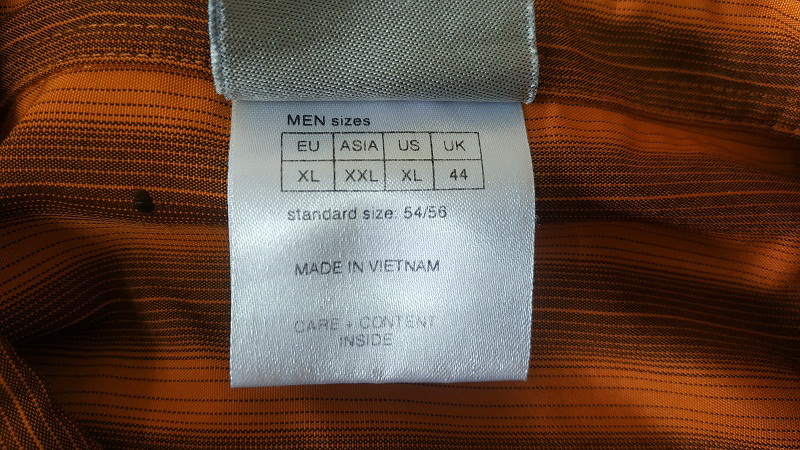 MEN sizes
EU ASIA US UK
XL XXL XL 44
standard size: 54/56
MADE IN VIETNAM
CARE + CONTENT
INSIDE